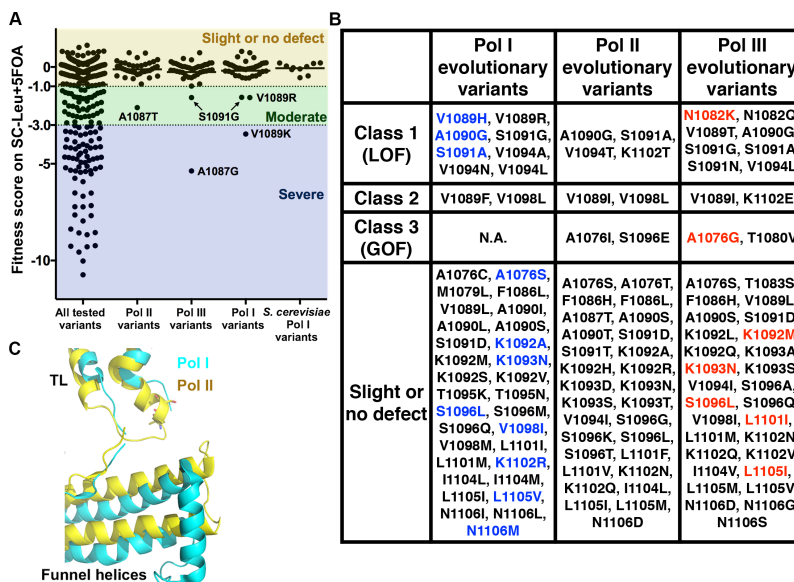 A
Fitness score on SC-Leu+5FOA
0
-1.0
-3.0
-5
-10
Slight or no defect
V1089R
A1087T
S1091G
Moderate
V1089K
A1087G
Severe
All tested
variants
Pol II
variants
Pol III
variants
Pol I
variants
S. cerevisiae
Pol I
variants
B
Pol I
evolutionary
variants
Pol II
evolutionary
variants
Pol III
evolutionary
variants
Class 1
(LOF)
V1089H, V1089R,
A1090G, S1091G,
S1091A, V1094A,
V1094N, V1094L
A1090G, S1091A,
V1094T, K1102T
N1082K, N1082Q
V1089T, A1090G
S1091G, S1091A
S1091N, V1094L
Class 2
V1089F, V1098L
V1089I, V1098L
V1089I, K1102E
Class 3
(GOF)
N.A.
A1076I, S1096E
A1076G, T1080V
Slight or
no defect
A1076C, A1076S,
M1079L, F1086L,
V1089L, A1090I,
A1090L, A1090S,
S1091D, K1092A,
K1092M, K1093N,
K1092S, K1092V,
T1095K, T1095N,
S1096L, S1096M,
S1096Q, V1098I,
V1098M, L1101I,
L1101M, K1102R,
I1104L, I1104M,
L1105I, L1105V,
N1106I, N1106L,
N1106M
A1076S, A1076T,
F1086H, F1086L,
A1087T, A1090S,
A1090T, S1091D,
S1091T, K1092A,
K1092H, K1092R,
K1093D, K1093N,
K1093S, K1093T,
V1094I, S1096G,
S1096K, S1096L,
S1096T, L1101F,
L1101V, K1102N,
K1102Q, I1104L,
L1105I, L1105M,
N1106D
A1076S, T1083S
F1086H, V1089L
A1090S, S1091D
K1092L, K1092M
K1092Q, K1093A
K1093N, K1093S
V1094I, S1096A,
S1096L, S1096Q
V1098I, L1101I,
L1101M, K1102N
K1102Q, K1102V
I1104V, L1105I,
L1105M, L1105V
N1106D, N1106G
N1106S
C
TL
Pol I
Pol II
Funnel helices